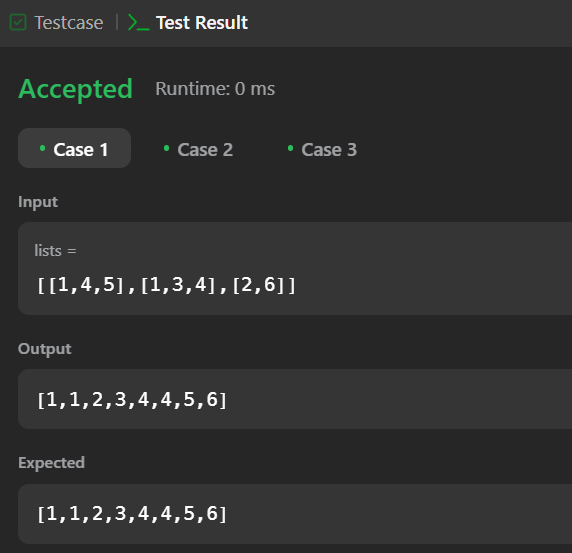 Testcase | >_ Test Result
Accepted Runtime: 0 ms
• Case 1 • Case 2 • Case 3
Input
lists =
[[1,4,5],[1,3,4],[2,6]]
Output
[1,1,2,3,4,4,5,6]
Expected
[1,1,2,3,4,4,5,6]